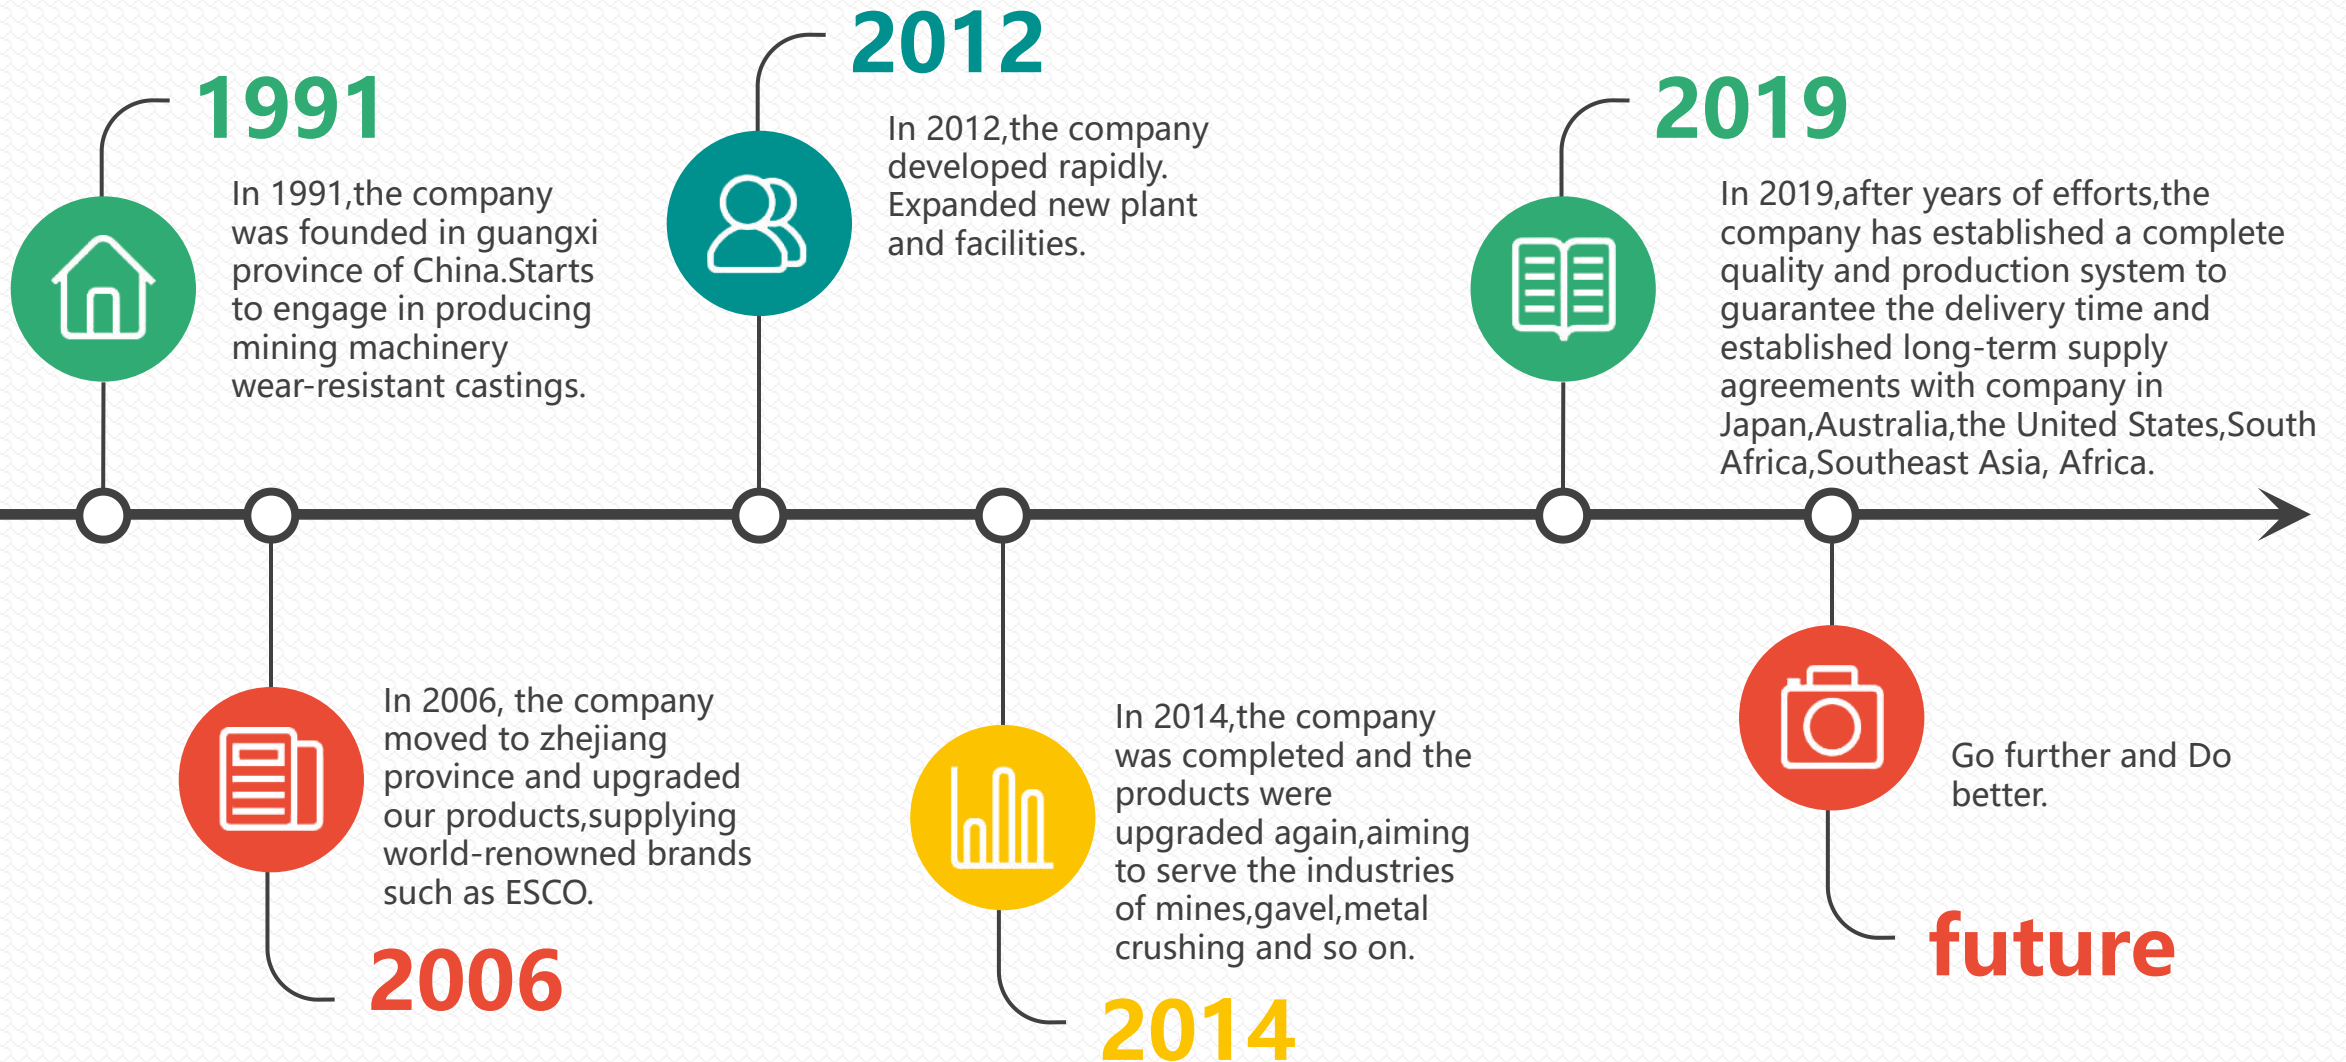 1991
In 1991,the company
was founded in guangxi
province of China.Starts
to engage in producing
mining machinery
wear-resistant castings.
2012
In 2012,the company
developed rapidly.
Expanded new plant
and facilities.
2019
In 2019,after years of efforts,the
company has established a complete
quality and production system to
guarantee the delivery time and
established long-term supply
agreements with company in
Japan,Australia,the United States,South
Africa,Southeast Asia, Africa.
In 2006, the company
moved to zhejiang
province and upgraded
our products,supplying
world-renowned brands
such as ESCO.
2006
In 2014,the company
was completed and the
products were
upgraded again,aiming
to serve the industries
of mines,gavel,metal
crushing and so on.
2014
Go further and Do
better.
future